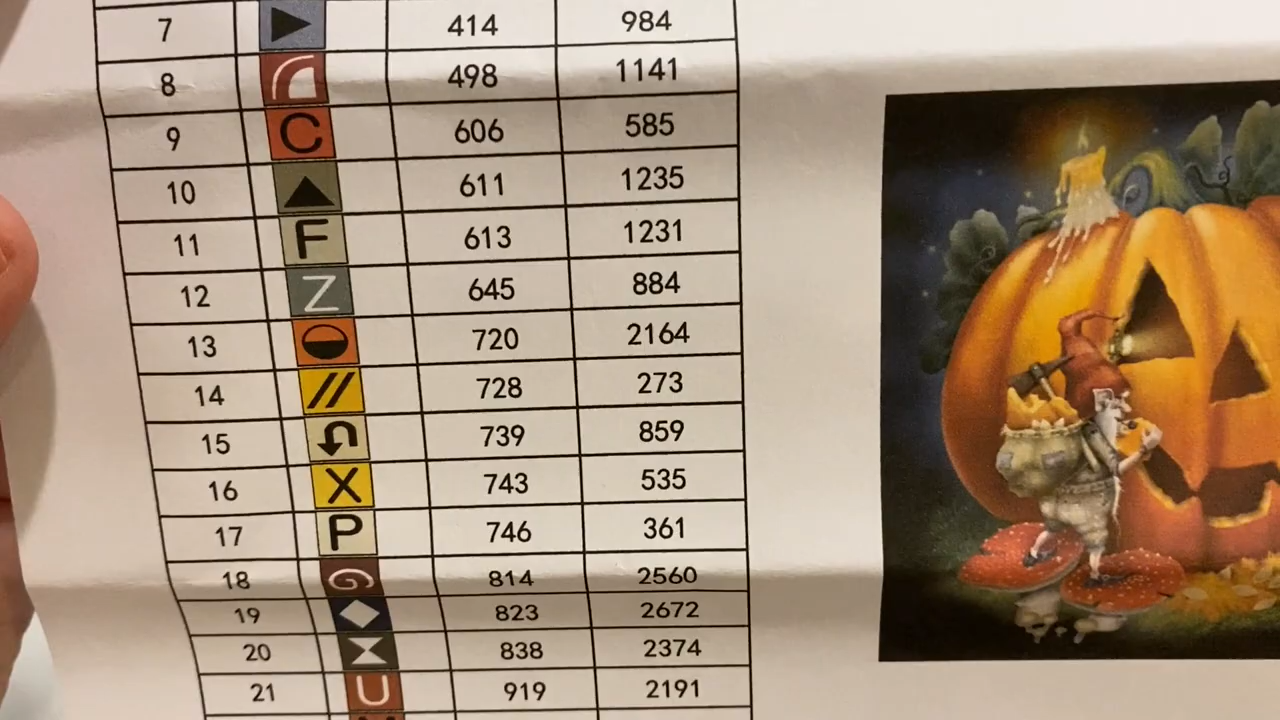 7 414 984
8 498 1141
9 C 606 585
10 611 1235
11 F 613 1231
12 Z 645 884
13 720 2164
14 // 728 273
15 739 859
16 X 743 535
17 P 746 361
18 814 2560
19 823 2672
20 838 2374
21 U 919 2191